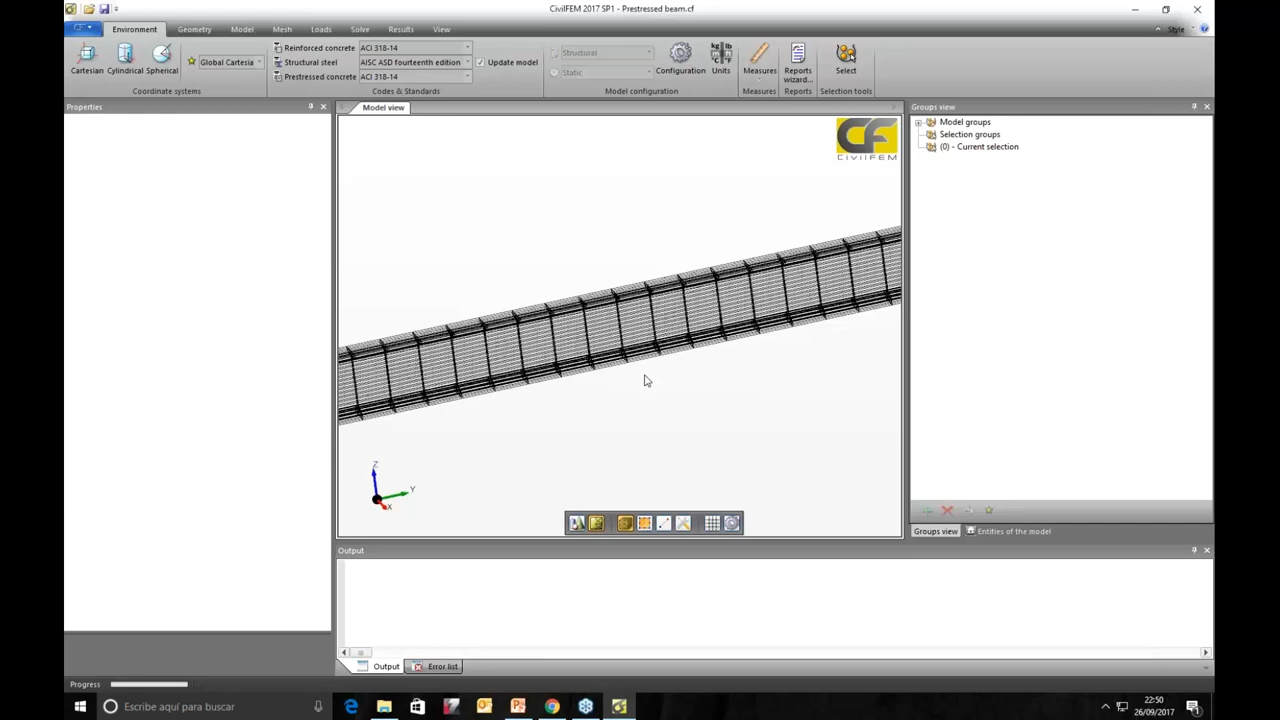 CivilFEM 2017 SP1 - Prestressed beam.cf
CF
Environment
Geometry
Model
Mesh
Loads
Solve
Results
View
Style
Cartesian
Cylindrical
Spherical
Global Cartesia
Coordinate systems
Reinforced concrete
ACI 318-14
Structural steel
AISC ASD fourteenth edition
Prestressed concrete
ACI 318-14
Update model
Codes & Standards
Structural
Static
Configuration
Units
Model configuration
Measures
Measures
Reports wizard...
Reports
Select
Selection tools
Properties
Model view
Groups view
CIVILFEM
Model groups
Selection groups
(0) - Current selection
Z
Y
X
Groups view
Entities of the model
Output
Output
Error list
Progress
Escribe aquí para buscar
22:50
26/09/2017